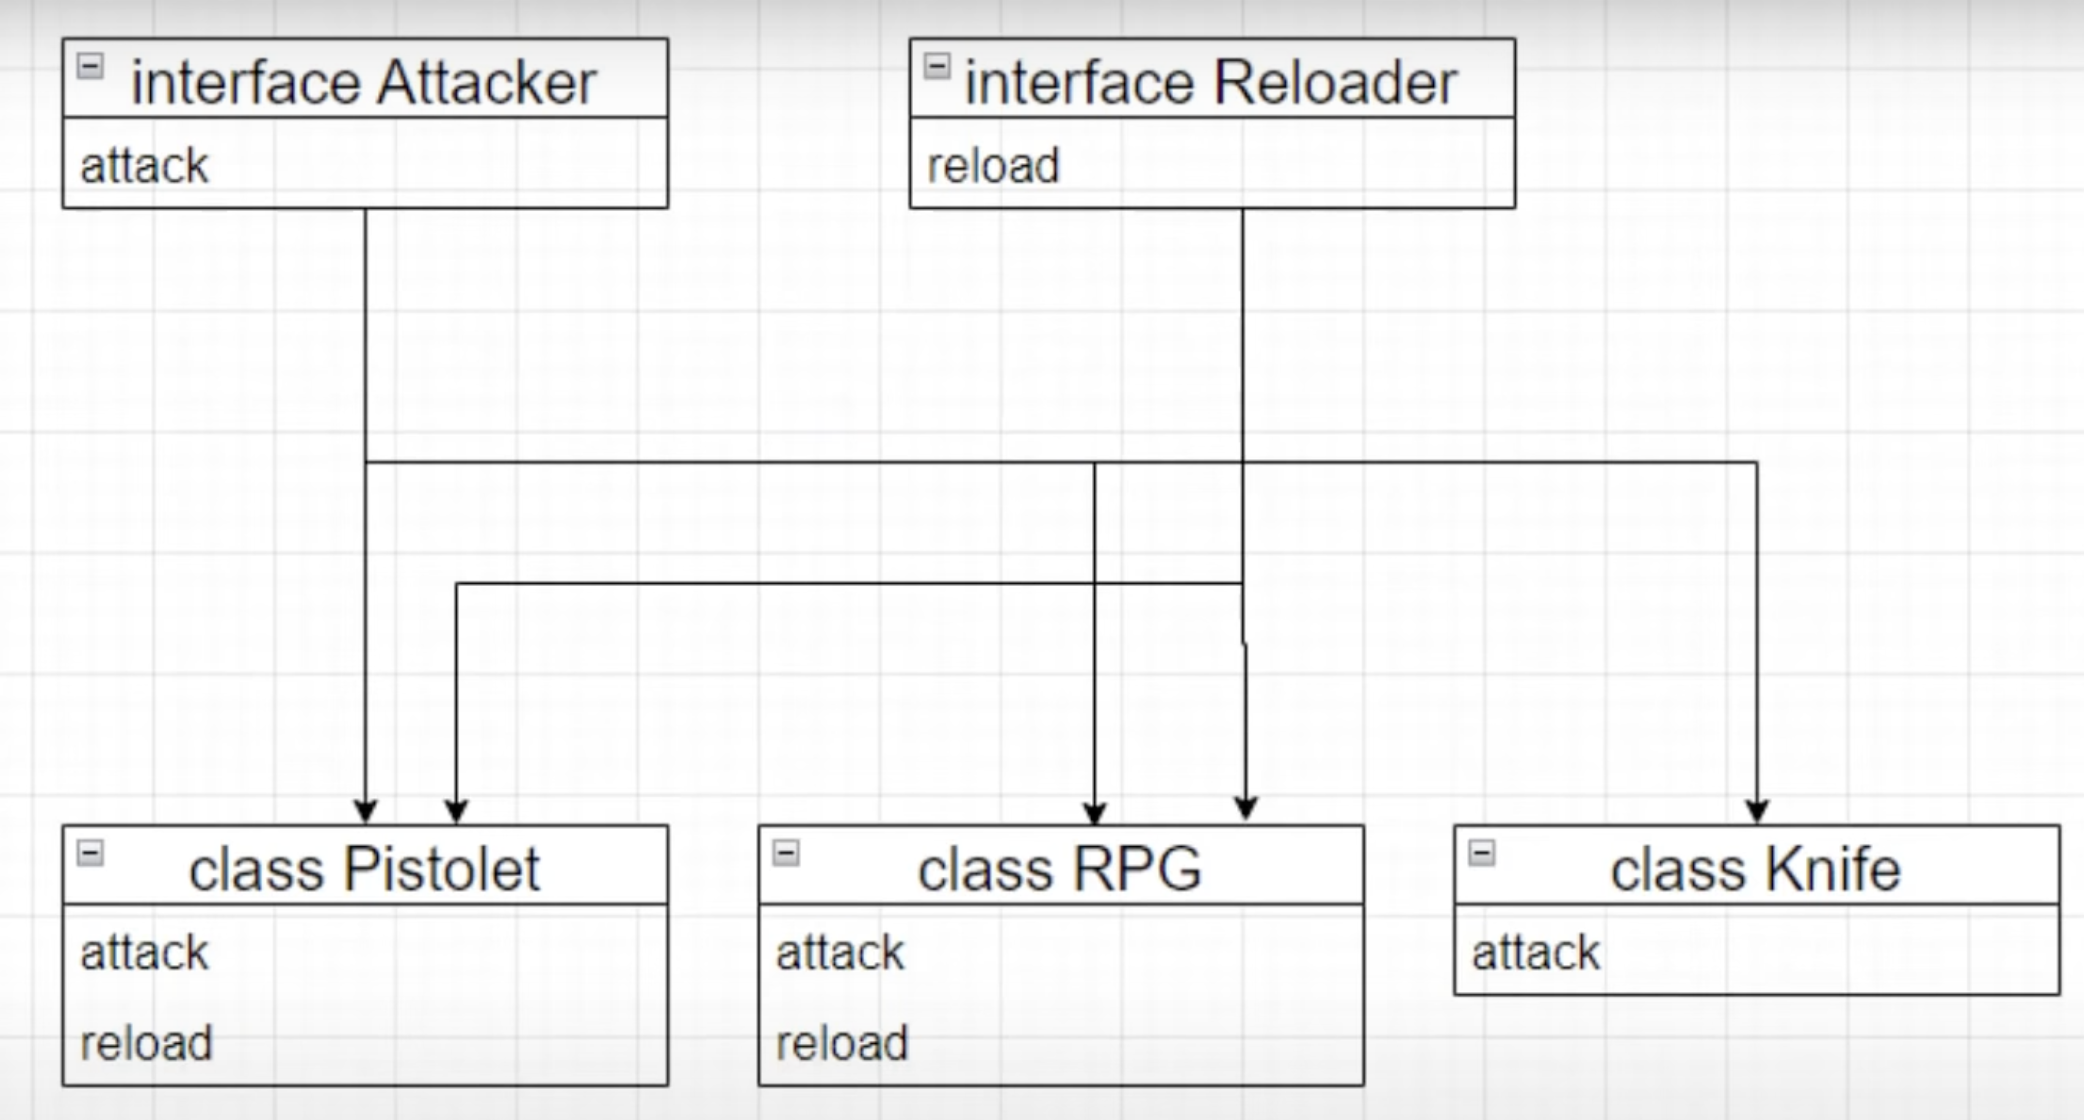 interface Attacker
attack
interface Reloader
reload
class Pistolet
attack
reload
class RPG
attack
reload
class Knife
attack